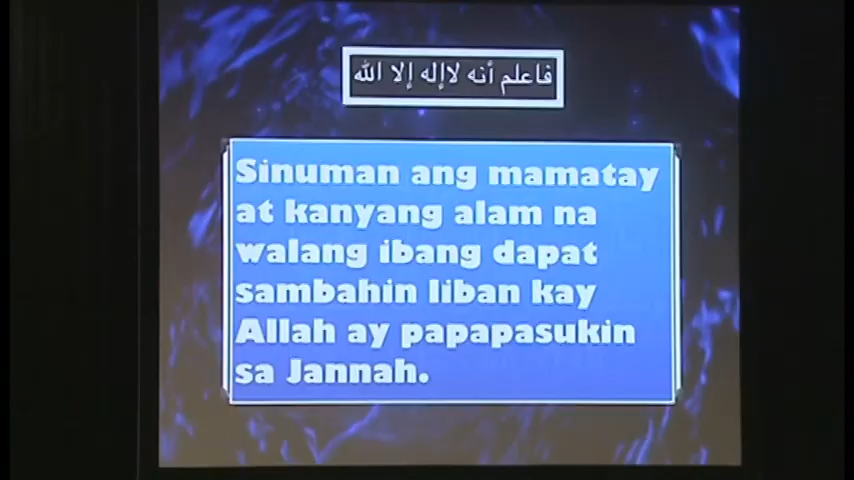 فاعلم أنه لاإله إلا الله
Sinuman ang mamatay
at kanyang alam na
walang ibang dapat
sambahin liban kay
Allah ay papapasukin
sa Jannah.